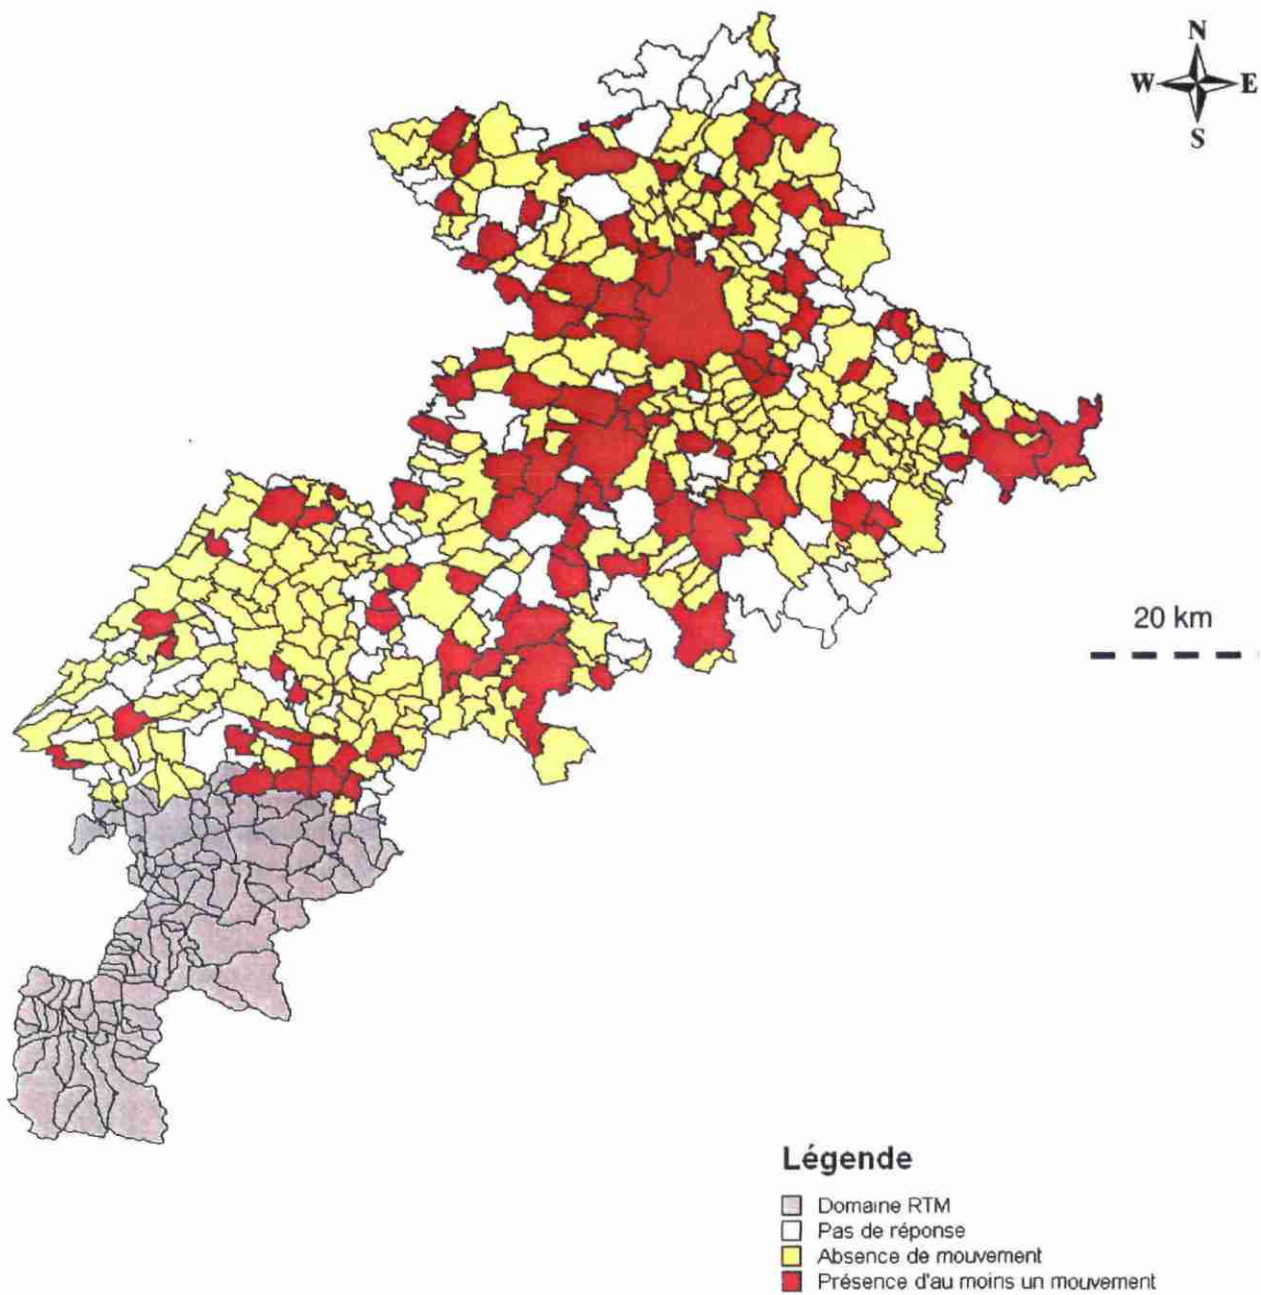 N
W E
S
20 km
Légende
Domaine RTM
Pas de réponse
Absence de mouvement
Présence d'au moins un mouvement